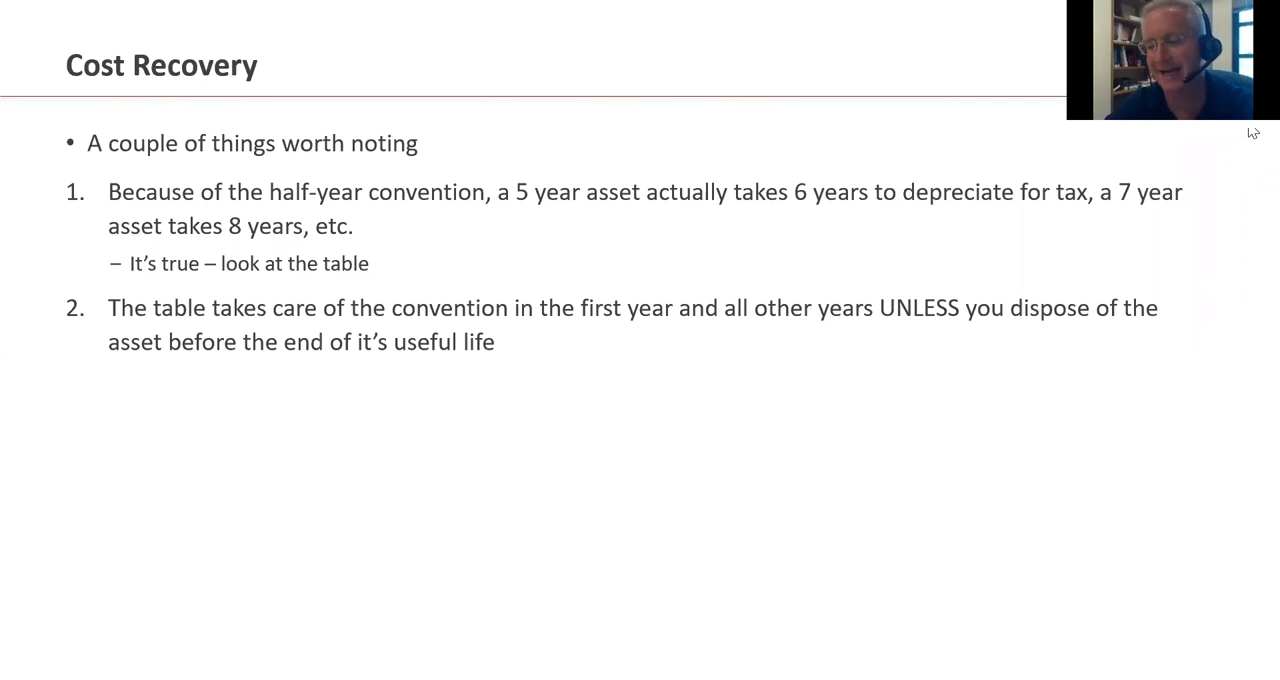 Cost Recovery
• A couple of things worth noting
1. Because of the half-year convention, a 5 year asset actually takes 6 years to depreciate for tax, a 7 year
asset takes 8 years, etc.
– It’s true – look at the table
2. The table takes care of the convention in the first year and all other years UNLESS you dispose of the
asset before the end of it’s useful life